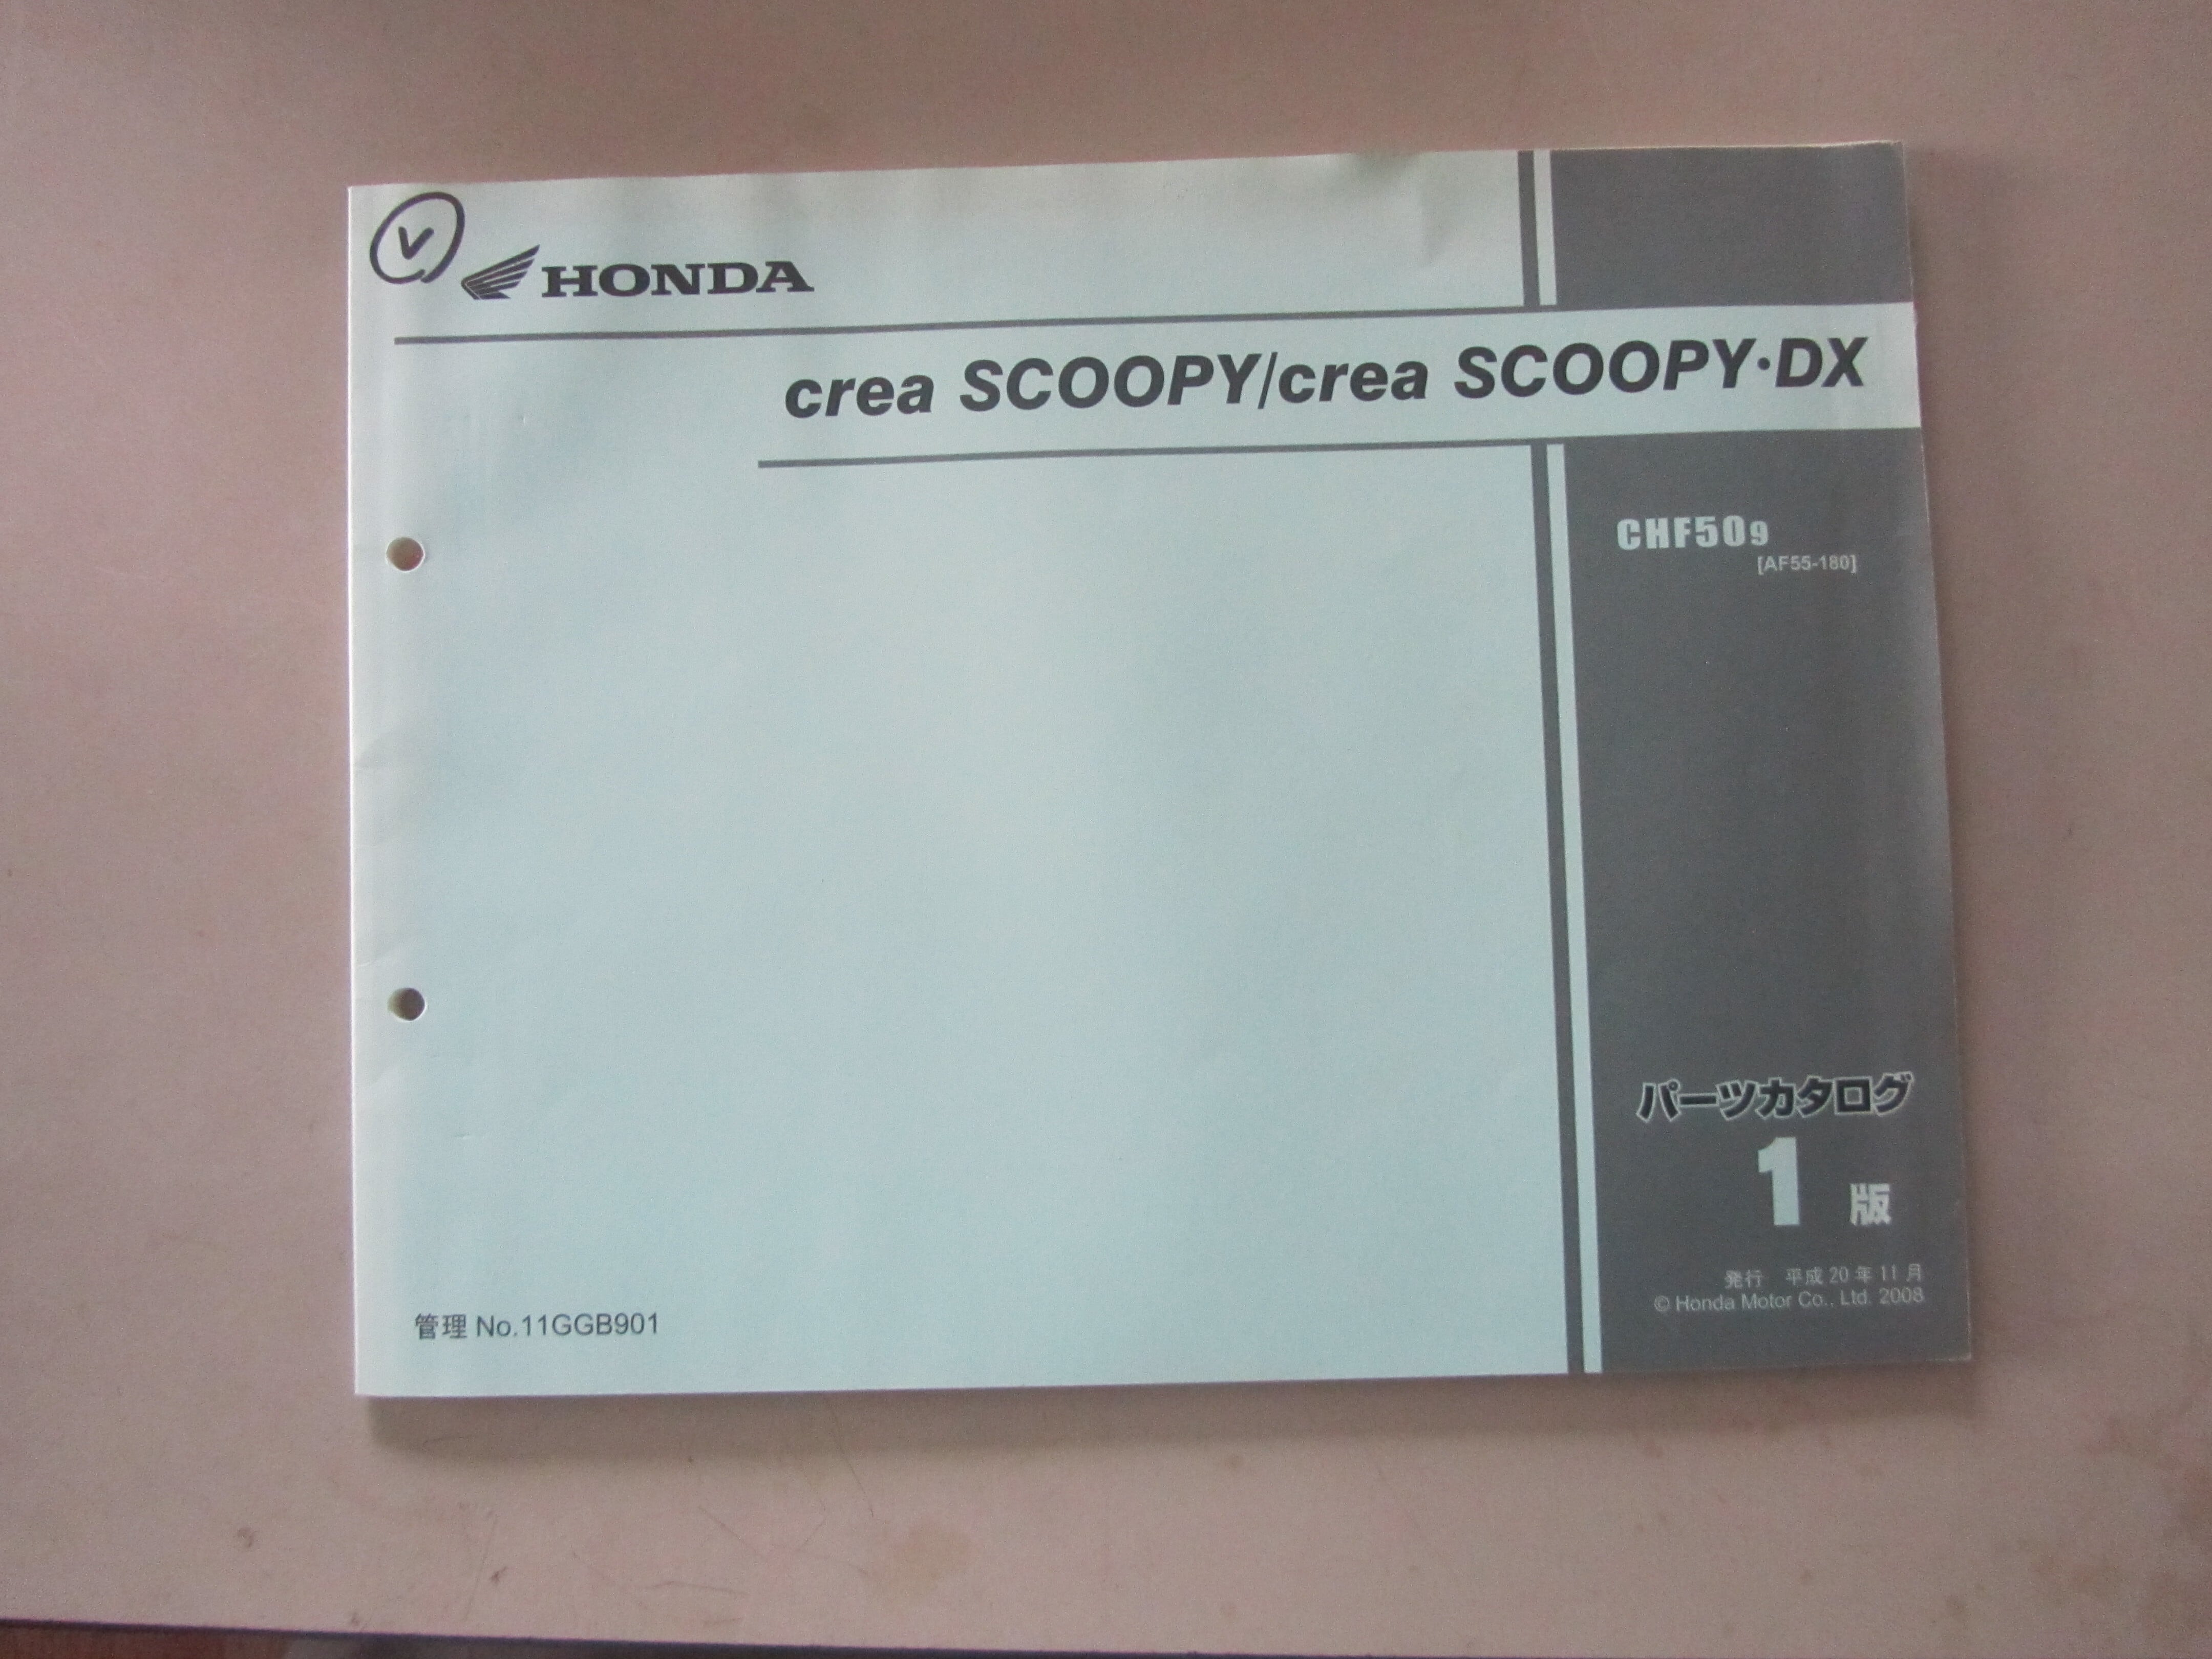 V
HONDA
crea SCOOPY/crea SCOOPY·DX
CHF509
[AF55-180]
パーツカタログ
1 版
発行 平成 20 年 11 月
© Honda Motor Co., Ltd. 2008
管理 No.11GGB901